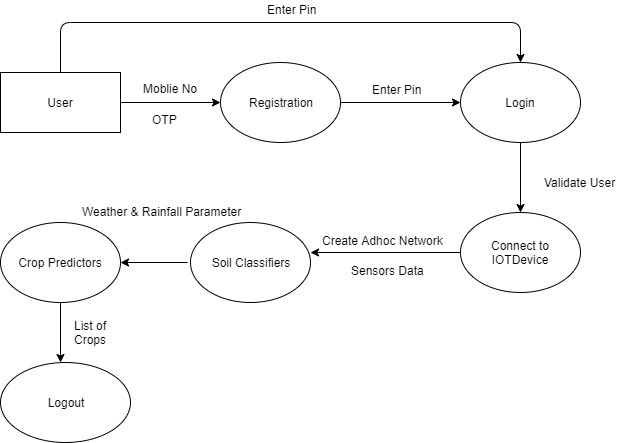 Enter Pin
User
Moblie No
OTP
Registration
Enter Pin
Login
Validate User
Weather & Rainfall Parameter
Crop Predictors
Soil Classifiers
Create Adhoc Network
Sensors Data
Connect to
IOTDevice
List of
Crops
Logout